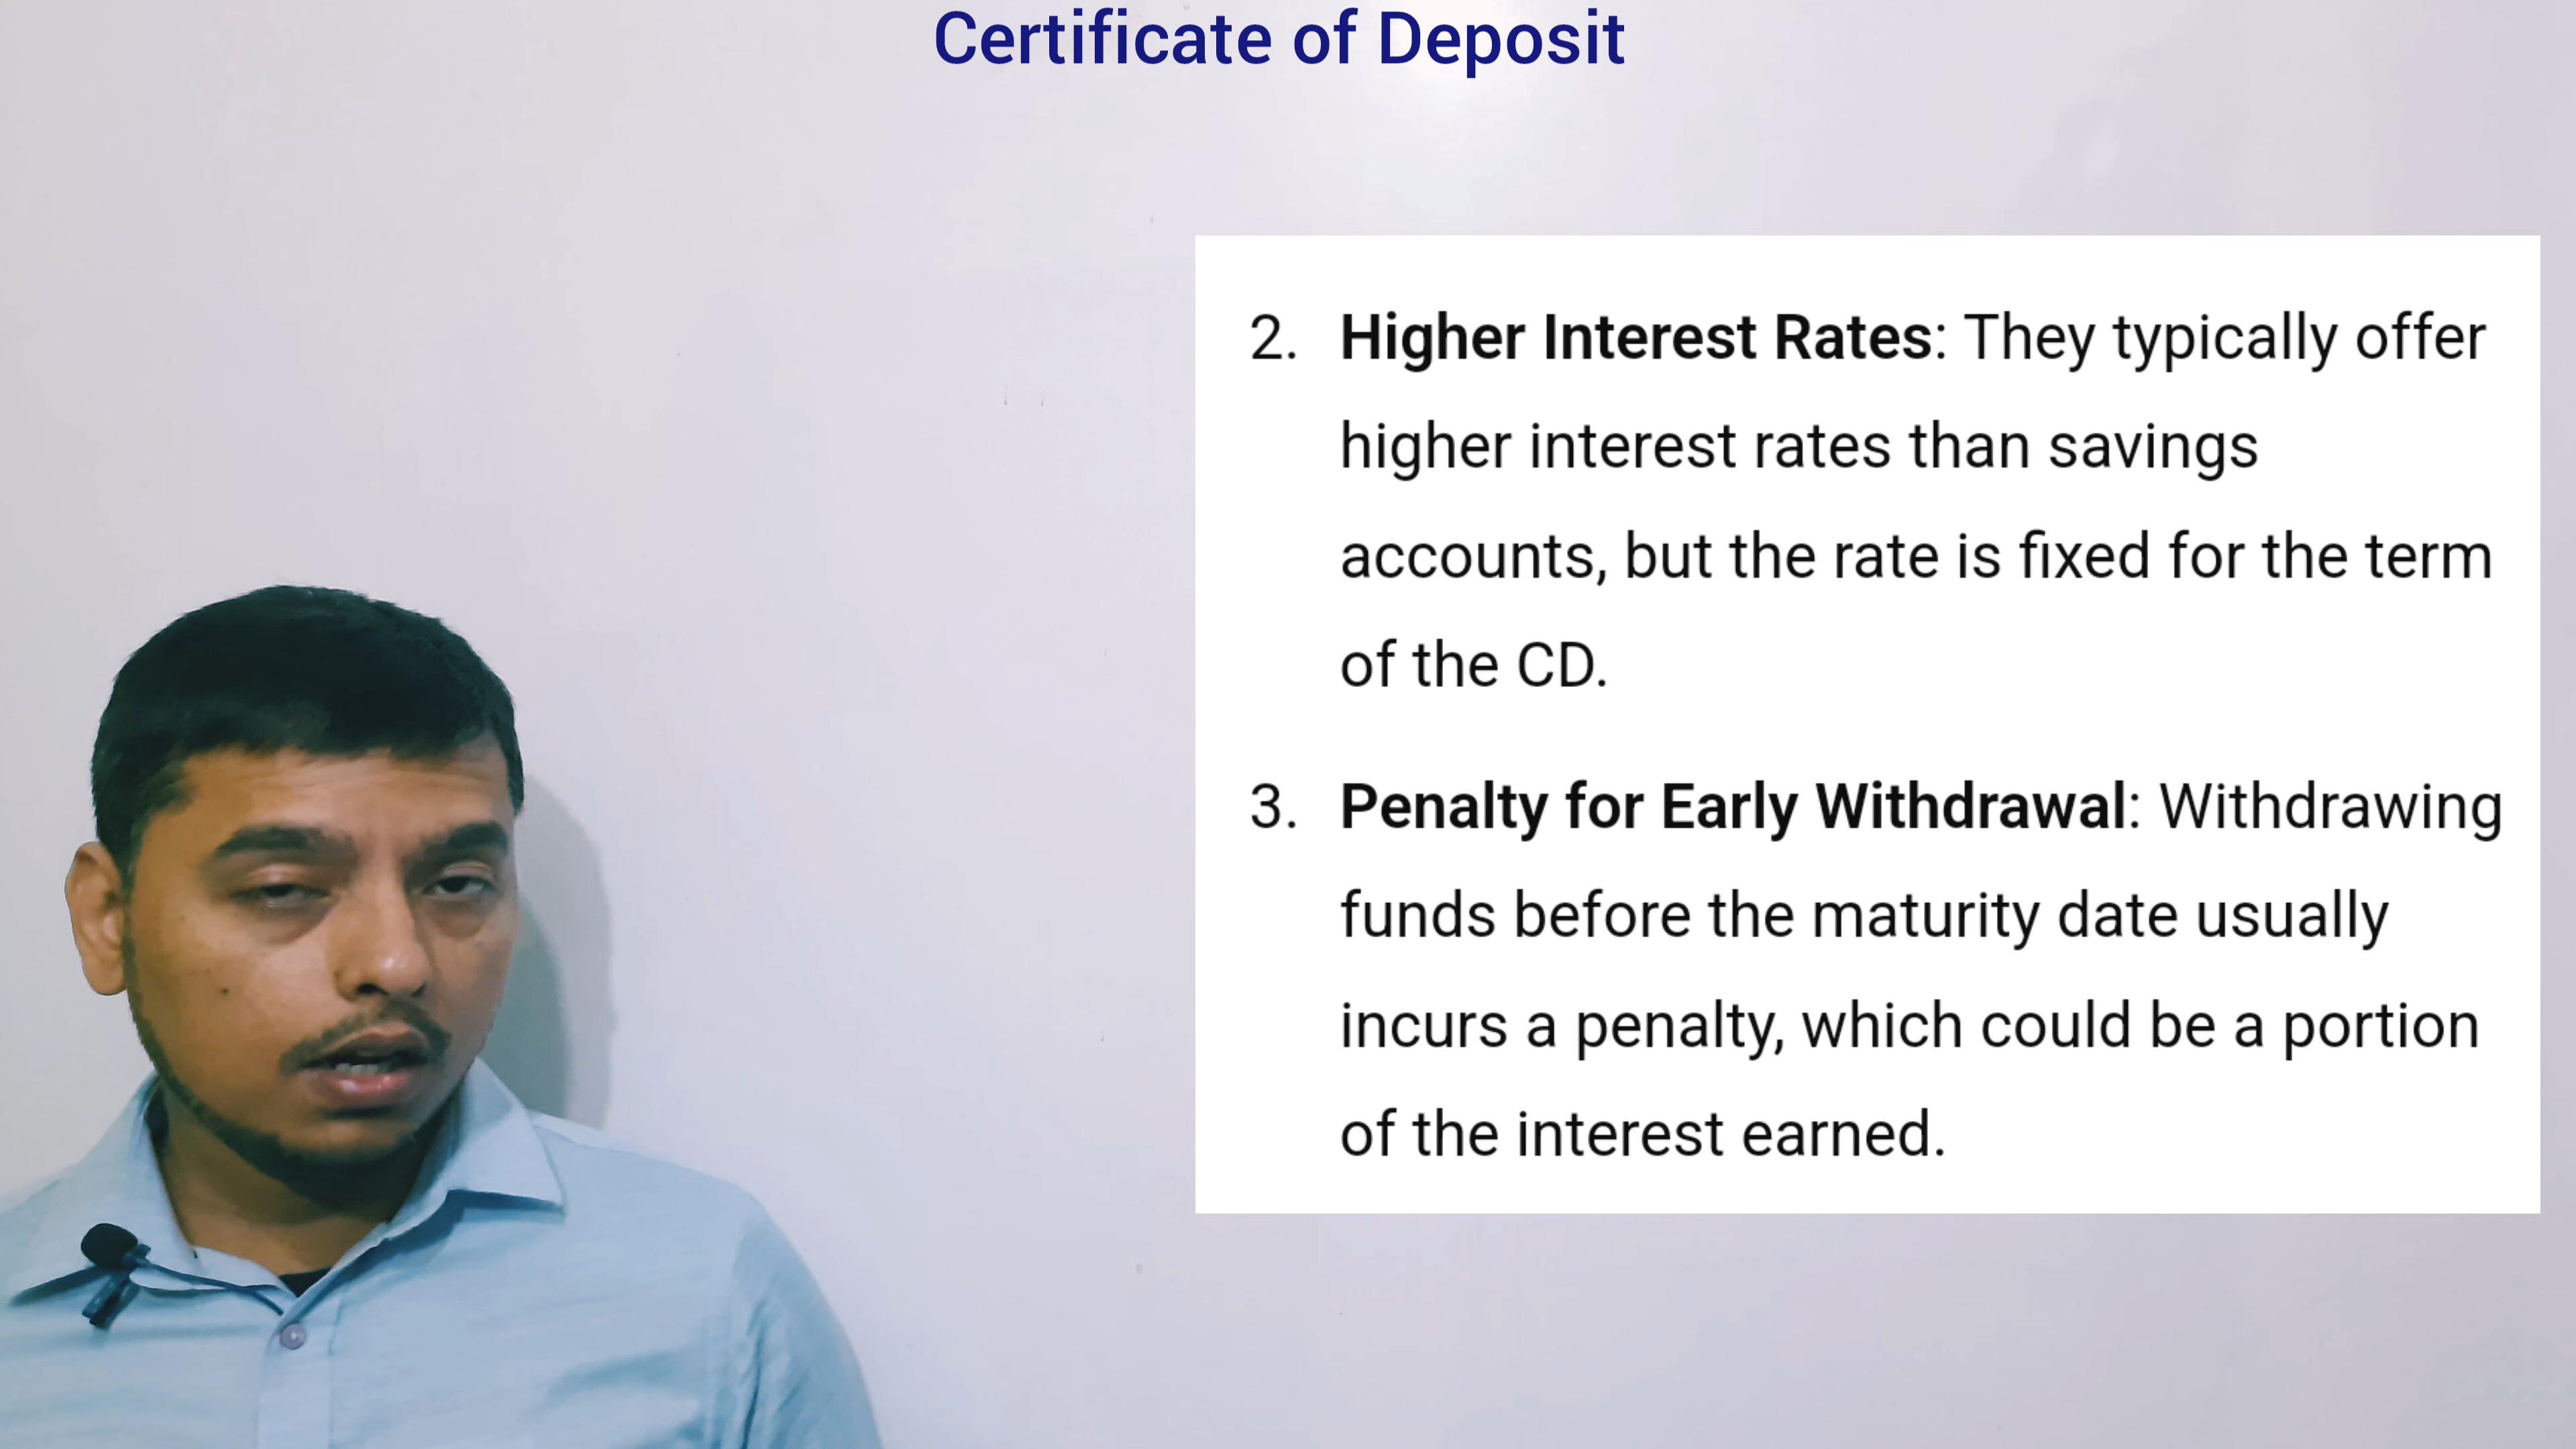 Certificate of Deposit
2. Higher Interest Rates: They typically offer
higher interest rates than savings
accounts, but the rate is fixed for the term
of the CD.
3. Penalty for Early Withdrawal: Withdrawing
funds before the maturity date usually
incurs a penalty, which could be a portion
of the interest earned.